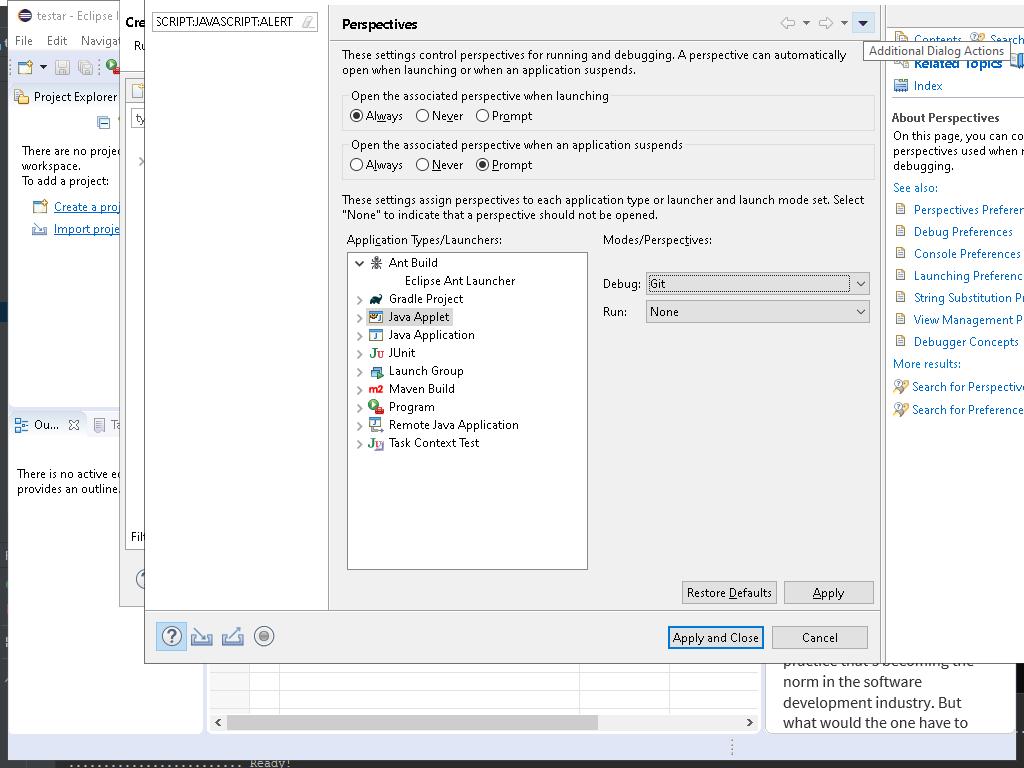 testar - Eclipse I
File Edit Navigat
Project Explorer
There are no projec
workspace.
To add a project:
Create a proj
Import proje
Ou...
Ta
There is no active ed
provides an outline.
Cre
Ru
ty
Filt
SCRIPT:JAVASCRIPT:ALERT
Perspectives
These settings control perspectives for running and debugging. A perspective can automatically
open when launching or when an application suspends.
Open the associated perspective when launching
Always Never Prompt
Open the associated perspective when an application suspends
Always Never Prompt
These settings assign perspectives to each application type or launcher and launch mode set. Select
"None" to indicate that a perspective should not be opened.
Application Types/Launchers:
Ant Build
Eclipse Ant Launcher
Gradle Project
Java Applet
Java Application
JUnit
Launch Group
m2 Maven Build
Program
Remote Java Application
Task Context Test
Modes/Perspectives:
Debug: Git
Run: None
Restore Defaults Apply
Apply and Close Cancel
Contents Search
Additional Dialog Actions
Related Topics
Index
About Perspectives
On this page, you can co
perspectives used when r
debugging.
See also:
Perspectives Preferen
Debug Preferences
Console Preferences
Launching Preferenc
String Substitution Pr
View Management P
Debugger Concepts
More results:
Search for Perspective
Search for Preference
practice that's becoming the
norm in the software
development industry. But
what would the one have to
Ready!